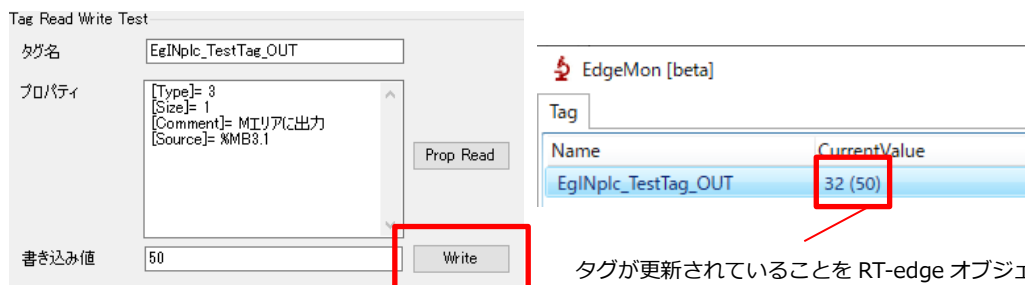 Tag Read Write Test
タグ名
EgINplc_TestTag_OUT
プロパティ
[Type]= 3
[Size]= 1
[Comment]= Mエリアに出力
[Source]= %MB3.1
Prop Read
書き込み値
50
Write
EdgeMon [beta]
Tag
Name CurrentValue
EgINplc_TestTag_OUT 32 (50)
タグが更新されていることを RT-edge オブジェ